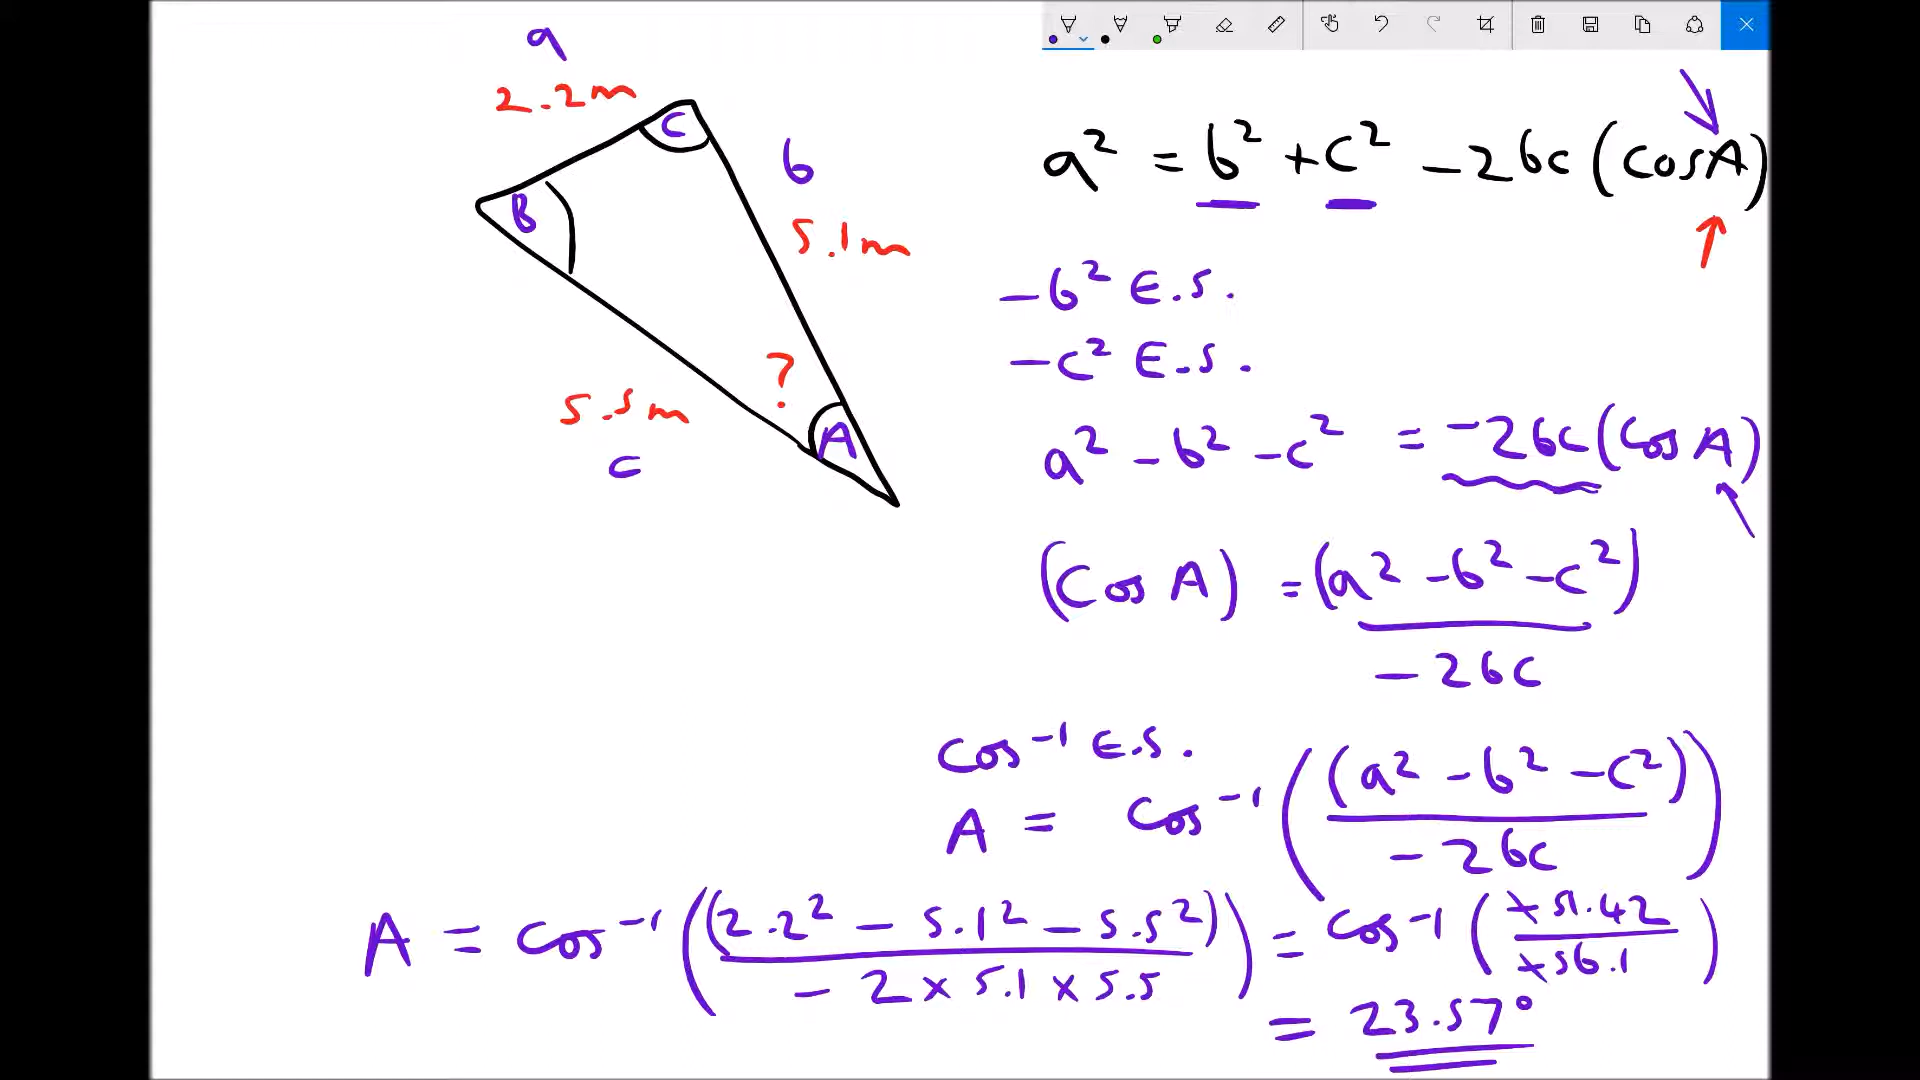 a
2.2m
C
B
b
5.1m
?
A
5.5m
c
a² = b² + c² - 2bc (Cos A)
- b² E.S.
- c² E.S.
a² - b² - c² = -2bc (Cos A)
(Cos A) = (a² - b² - c²)
- 2bc
Cos⁻¹ E.S.
A = Cos⁻¹ ((a² - b² - c²))
- 2bc
A = Cos⁻¹ ((2.2² - 5.1² - 5.5²)) = Cos⁻¹ (+51.42)
- 2 × 5.1 × 5.5
+56.1
= 23.57°